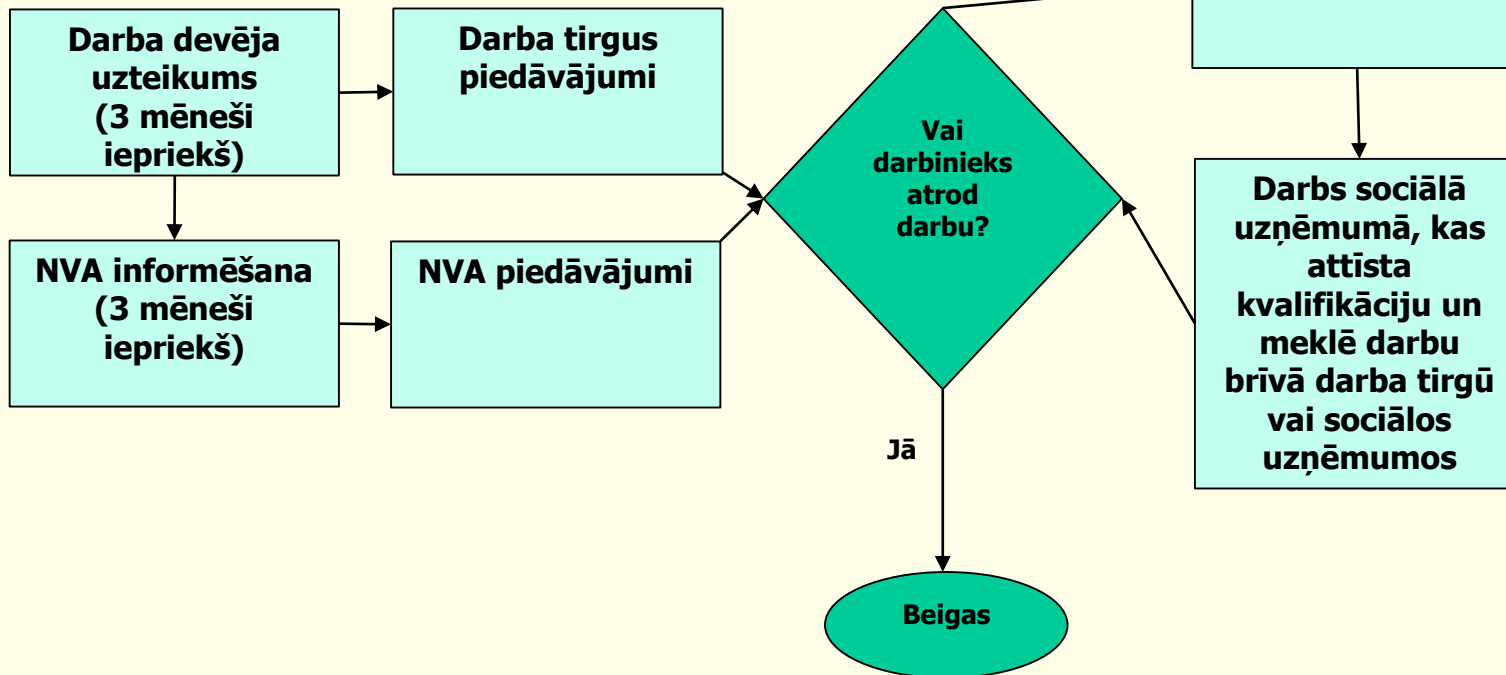 Darba devēja
uzteikums
(3 mēneši
iepriekš)
Darba tirgus
piedāvājumi
NVA informēšana
(3 mēneši
iepriekš)
NVA piedāvājumi
Vai
darbinieks
atrod
darbu?
Darbs sociālā
uzņēmumā, kas
attīsta
kvalifikāciju un
meklē darbu
brīvā darba tirgū
vai sociālos
uzņēmumos
Jā
Beigas